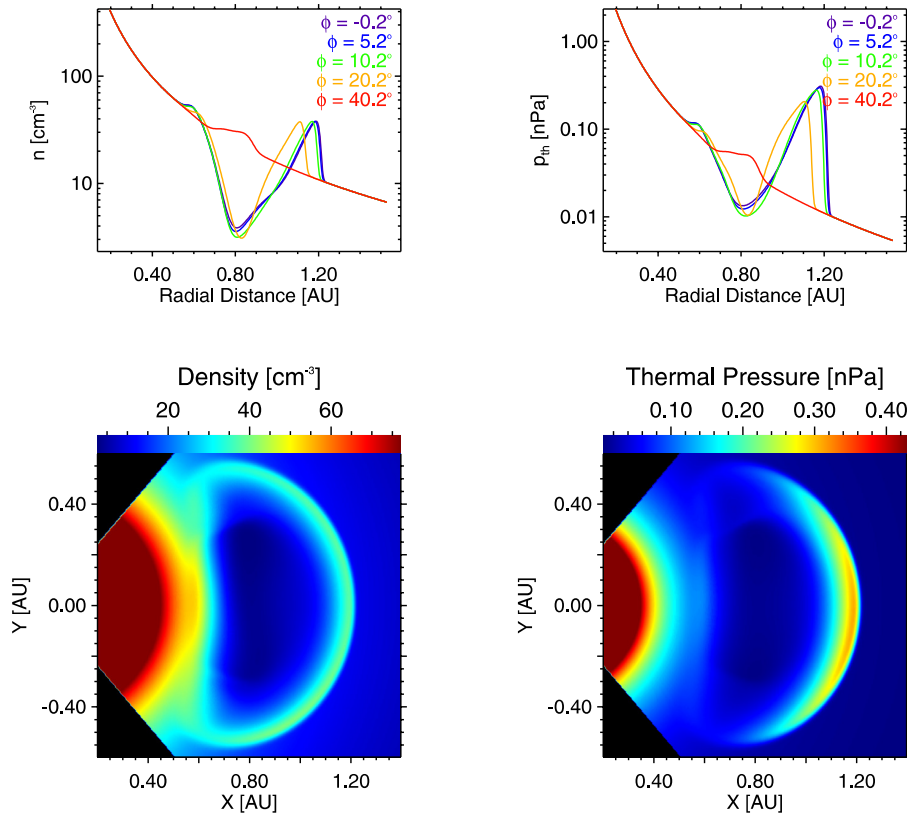 n [cm⁻³]
100
10
0.40 0.80 1.20
Radial Distance [AU]
ϕ = -0.2°
ϕ = 5.2°
ϕ = 10.2°
ϕ = 20.2°
ϕ = 40.2°
p_th [nPa]
1.00
0.10
0.01
0.40 0.80 1.20
Radial Distance [AU]
ϕ = -0.2°
ϕ = 5.2°
ϕ = 10.2°
ϕ = 20.2°
ϕ = 40.2°
Density [cm⁻³]
20 40 60
Y [AU]
0.40
0.00
-0.40
0.40 0.80 1.20
X [AU]
Thermal Pressure [nPa]
0.10 0.20 0.30 0.40
Y [AU]
0.40
0.00
-0.40
0.40 0.80 1.20
X [AU]